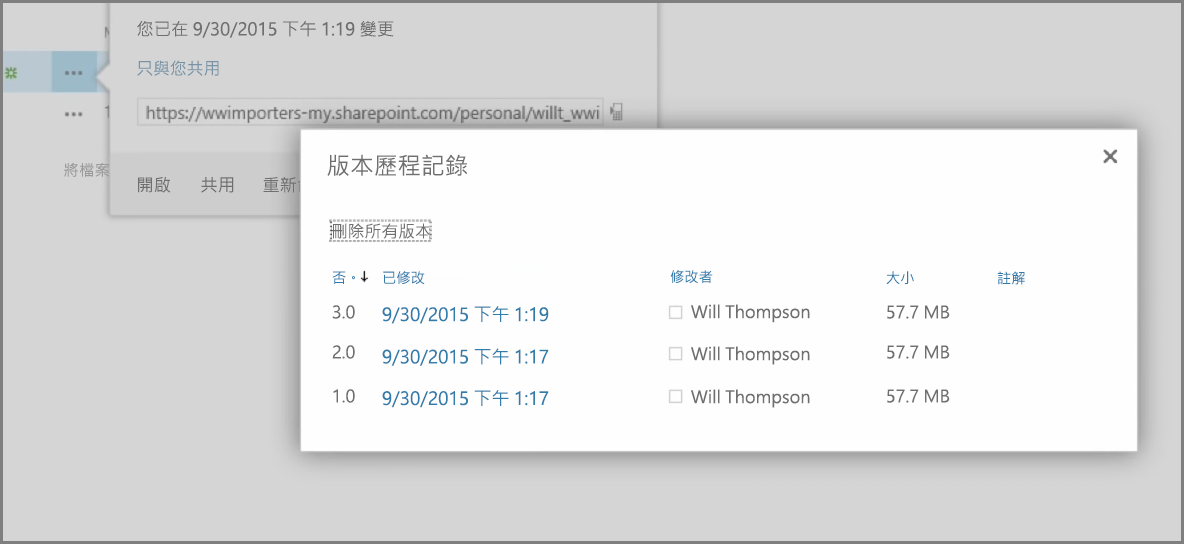 您已在 9/30/2015 下午 1:19 變更
只與您共用
https://wwimporters-my.sharepoint.com/personal/willt_wwi
將檔案
開啟 共用 重新
版本歷程記錄
刪除所有版本
否。↓ 已修改 修改者 大小 註解
3.0 9/30/2015 下午 1:19 Will Thompson 57.7 MB
2.0 9/30/2015 下午 1:17 Will Thompson 57.7 MB
1.0 9/30/2015 下午 1:17 Will Thompson 57.7 MB